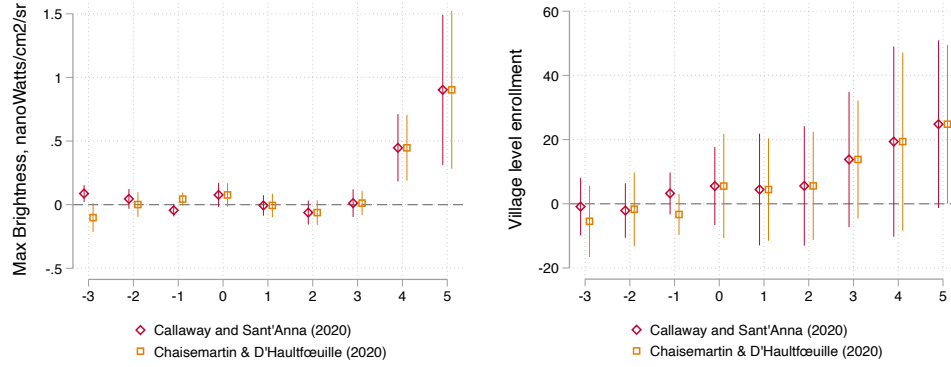 Max Brightness, nanoWatts/cm2/sr
1.5
1
.5
0
-.5
-3 -2 -1 0 1 2 3 4 5
Callaway and Sant'Anna (2020)
Chaisemartin & D'Haultfœuille (2020)
Village level enrollment
60
40
20
0
-20
-3 -2 -1 0 1 2 3 4 5
Callaway and Sant'Anna (2020)
Chaisemartin & D'Haultfœuille (2020)